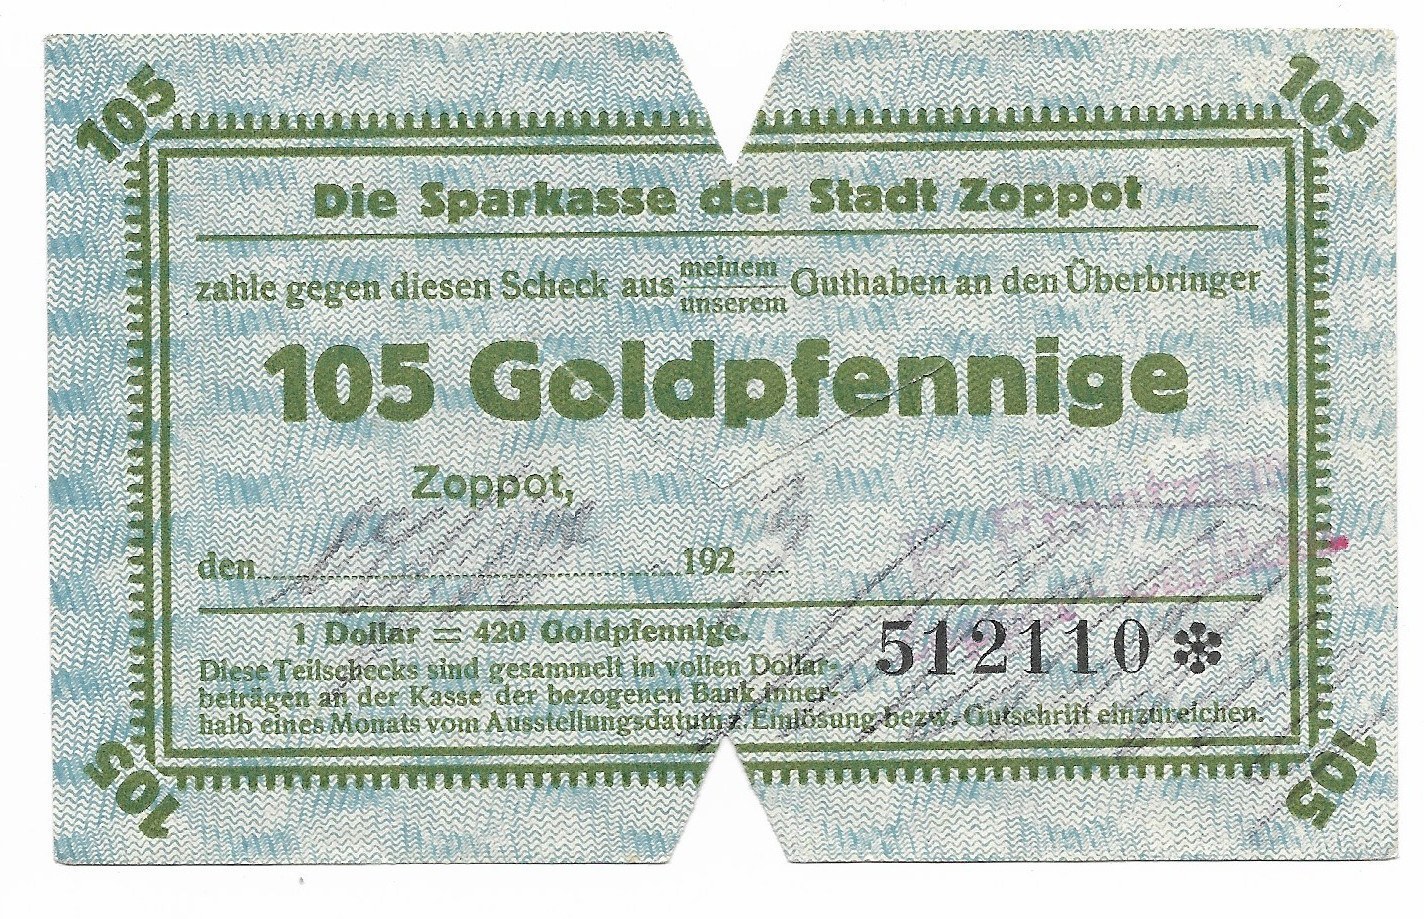 105
105
Die Sparkasse der Stadt Zoppot
zahle gegen diesen Scheck aus meinem Guthaben an den Überbringer
unserem
105 Goldpfennige
Zoppot,
den 192
1 Dollar = 420 Goldpfennige.
512110 *
Diese Teilschecks sind gesammelt in vollen Dollar-
beträgen an der Kasse der bezogenen Bank inner-
halb eines Monats vom Ausstellungsdatum z. Einlösung bezw. Gutschrift einzureichen.
105
105